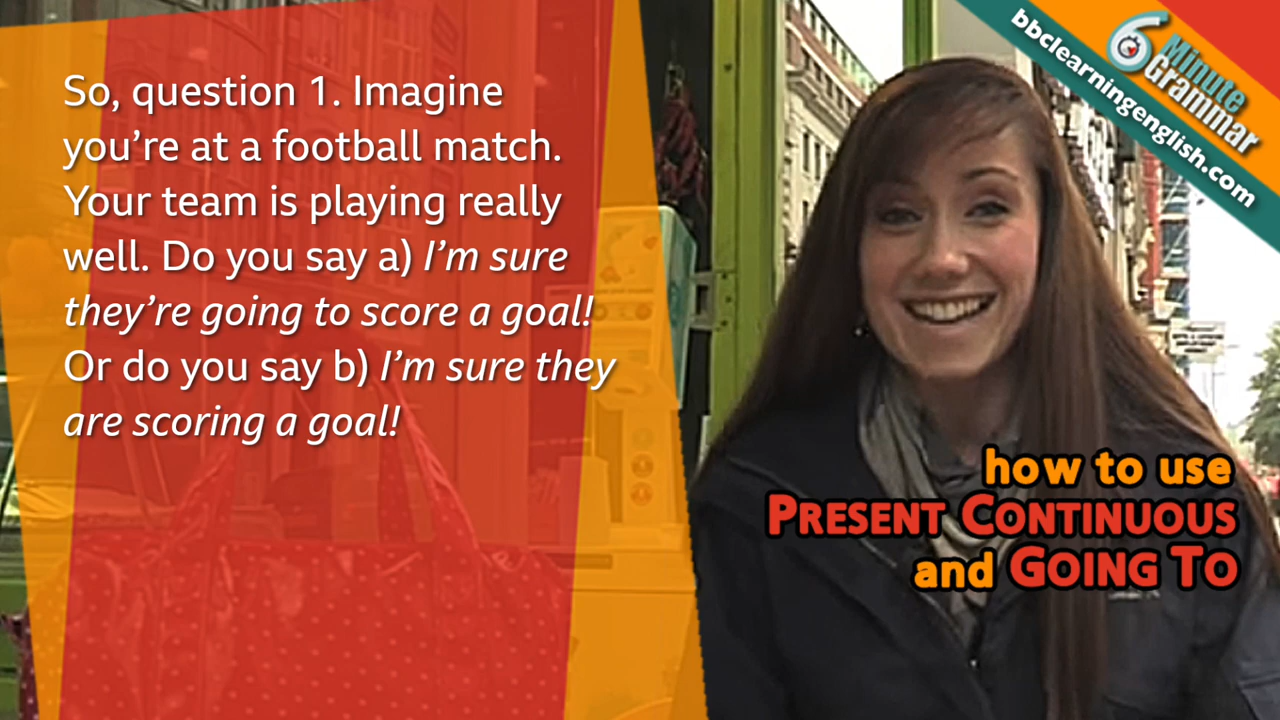 So, question 1. Imagine
you’re at a football match.
Your team is playing really
well. Do you say a) I’m sure
they’re going to score a goal!
Or do you say b) I’m sure they
are scoring a goal!
6 Minute
Grammar
bbclearningenglish.com
how to use
PRESENT CONTINUOUS
and GOING TO